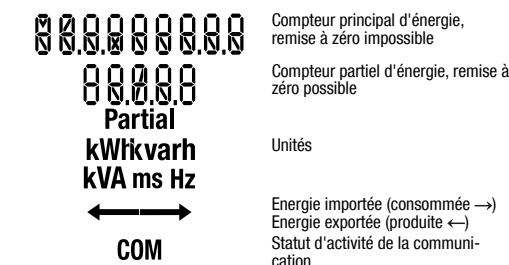 Compteur principal d'énergie,
remise à zéro impossible
Compteur partiel d'énergie, remise à
zéro possible
Partial
kWhkvarh
Unités
kVA ms Hz
Energie importée (consommée →)
Energie exportée (produite ←)
COM
Statut d'activité de la communi-
cation